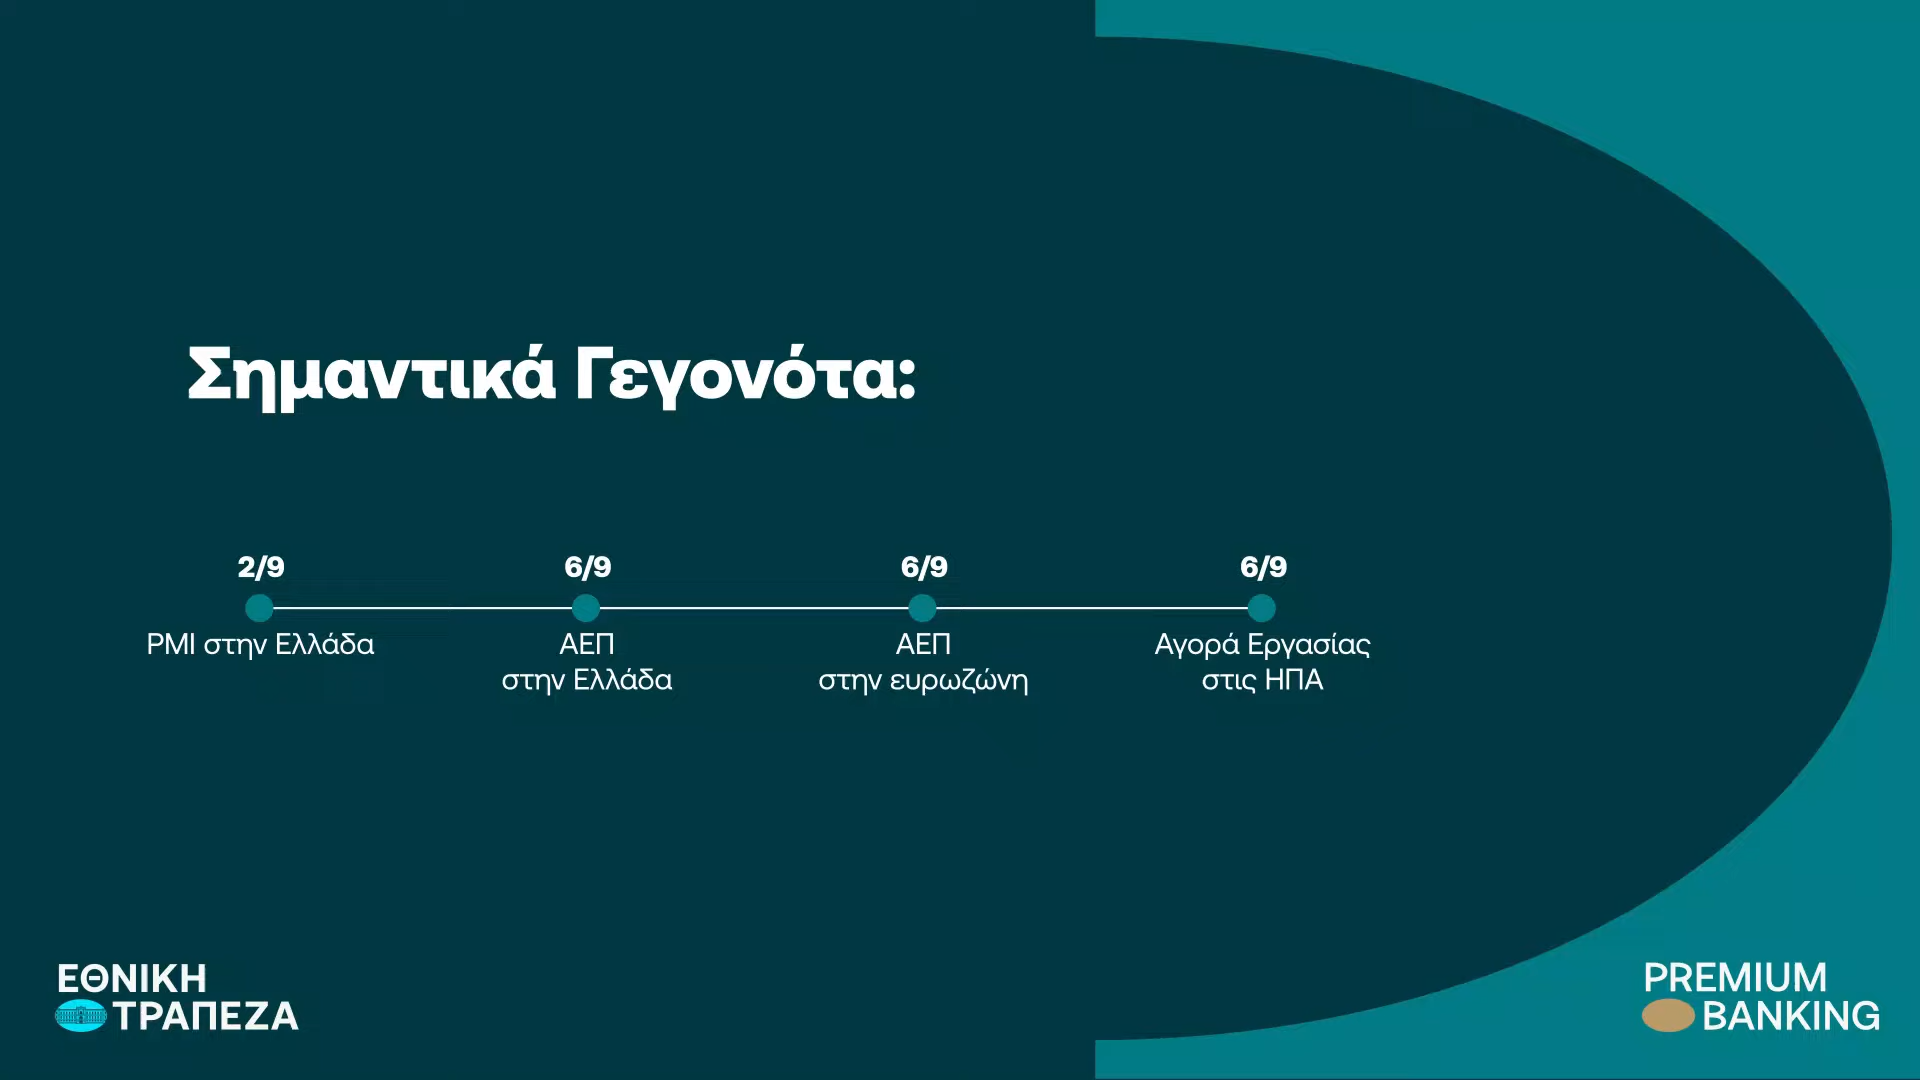 Σημαντικά Γεγονότα:
2/9
PMI στην Ελλάδα
6/9
ΑΕΠ
στην Ελλάδα
6/9
ΑΕΠ
στην ευρωζώνη
6/9
Αγορά Εργασίας
στις ΗΠΑ
ΕΘΝΙΚΗ
ΤΡΑΠΕΖΑ
PREMIUM
BANKING